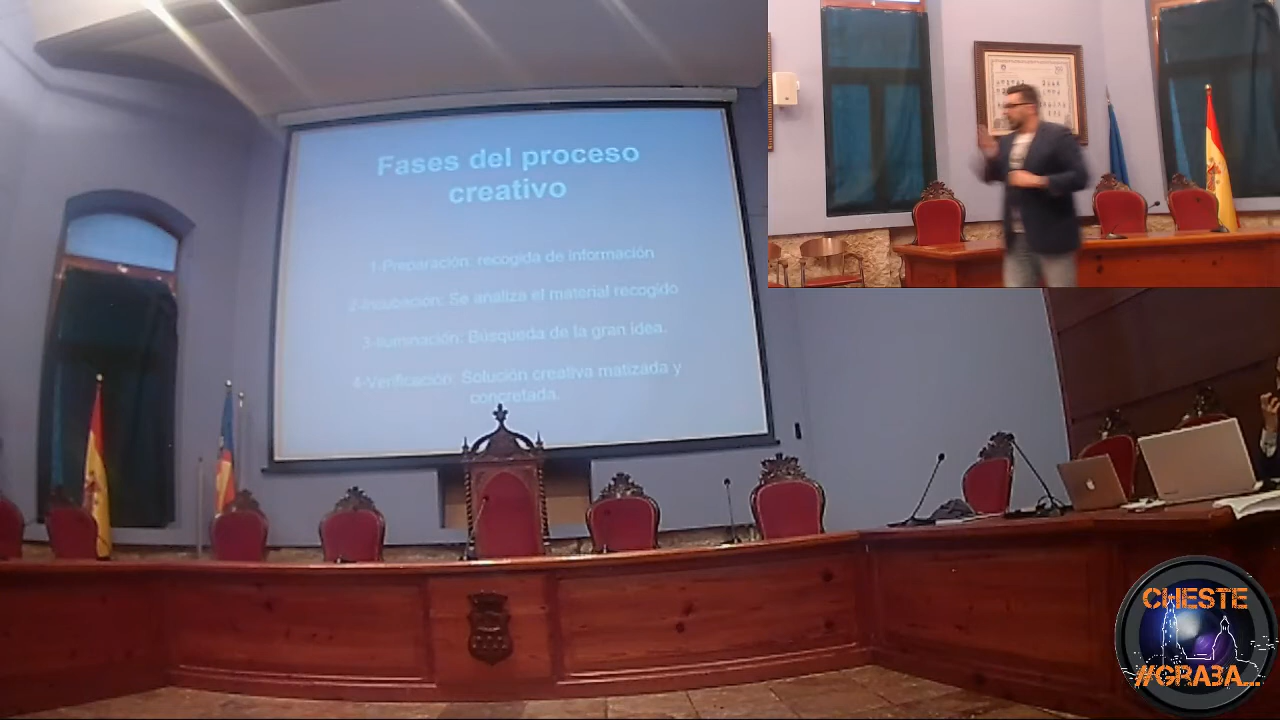 Fases del proceso
creativo
1-Preparación: recogida de información
2-Incubación: Se analiza el material recogido
3-Iluminación: Búsqueda de la gran idea.
4-Verificación: Solución creativa matizada y
concretada.
CHESTE
#GRABA...